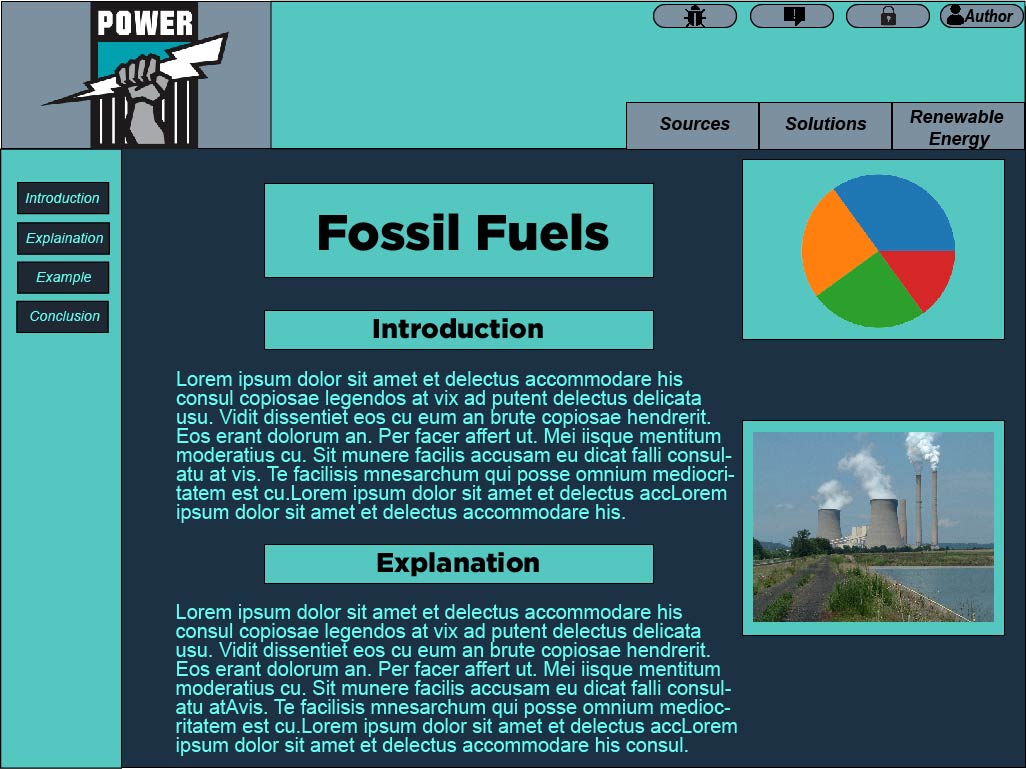 POWER
Author
Sources
Solutions
Renewable
Energy
Introduction
Explaination
Example
Conclusion
Fossil Fuels
Introduction
Lorem ipsum dolor sit amet et delectus accommodare his
consul copiosae legendos at vix ad putent delectus delicata
usu. Vidit dissentiet eos cu eum an brute copiosae hendrerit.
Eos erant dolorum an. Per facer affert ut. Mei iisque mentitum
moderatius cu. Sit munere facilis accusam eu dicat falli consul-
atu at vis. Te facilisis mnesarchum qui posse omnium mediocri-
tatem est cu.Lorem ipsum dolor sit amet et delectus accLorem
ipsum dolor sit amet et delectus accommodare his.
Explanation
Lorem ipsum dolor sit amet et delectus accommodare his
consul copiosae legendos at vix ad putent delectus delicata
usu. Vidit dissentiet eos cu eum an brute copiosae hendrerit.
Eos erant dolorum an. Per facer affert ut. Mei iisque mentitum
moderatius cu. Sit munere facilis accusam eu dicat falli consul-
atu atAvis. Te facilisis mnesarchum qui posse omnium medioc-
ritatem est cu.Lorem ipsum dolor sit amet et delectus accLorem
ipsum dolor sit amet et delectus accommodare his consul.